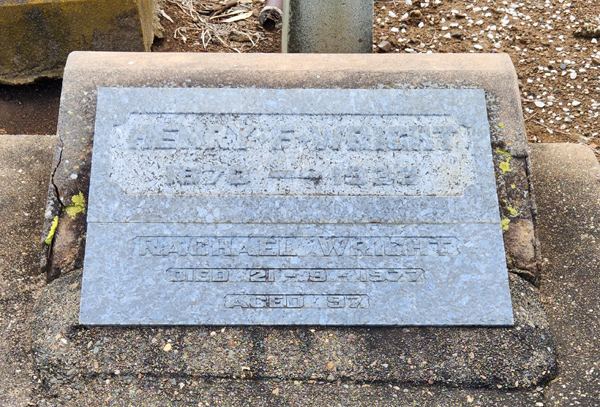 HENRY F WRIGHT
RACHAEL WRIGHT
DIED 21-9-1977
AGED 97